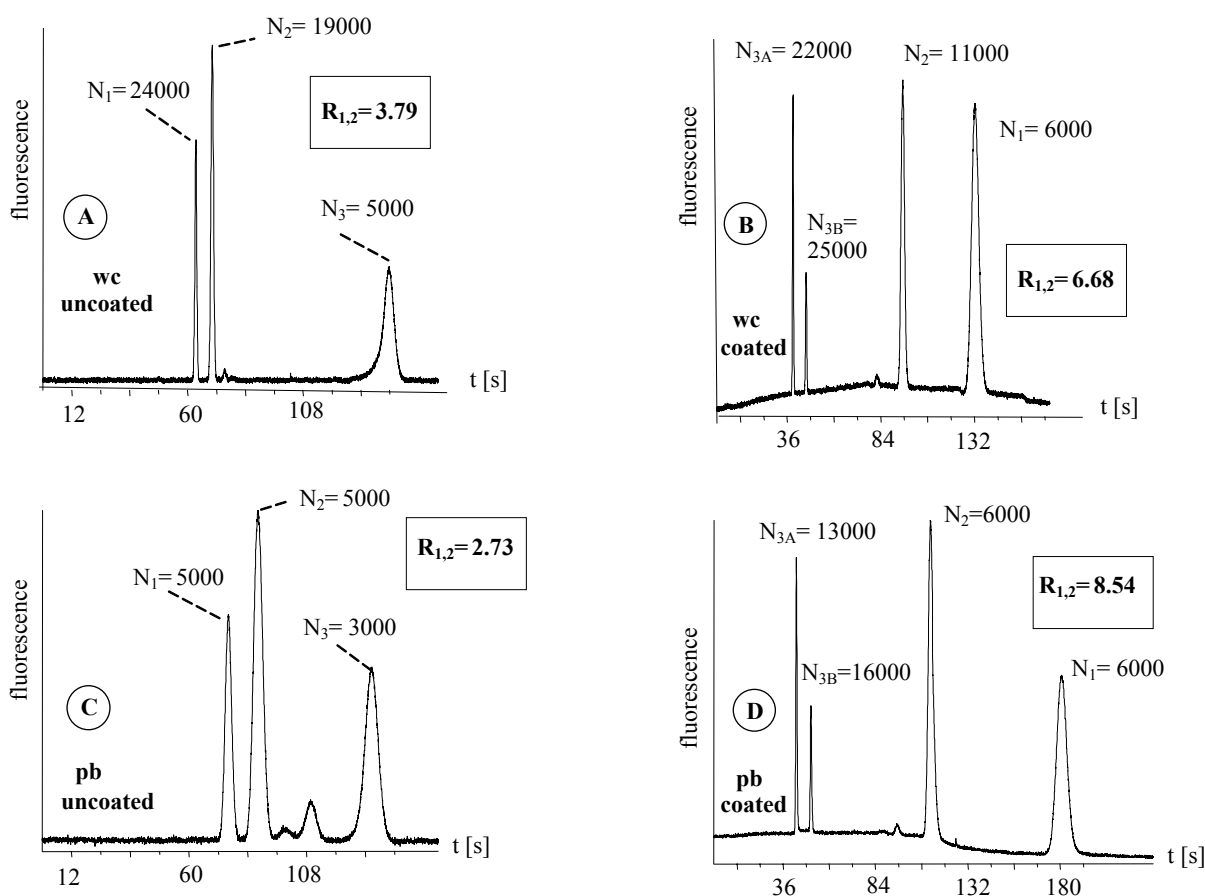 N2= 19000
N1= 24000
R1,2= 3.79
fluorescence
A
N3= 5000
wc
uncoated
t [s]
12
60
108
N3A= 22000
N2= 11000
N1= 6000
fluorescence
B
N3B=
25000
R1,2= 6.68
wc
coated
t [s]
36
84
132
N2= 5000
R1,2= 2.73
N1= 5000
N3= 3000
fluorescence
C
pb
uncoated
t [s]
12
60
108
N2=6000
N3A= 13000
R1,2= 8.54
N3B=16000
N1= 6000
fluorescence
D
pb
coated
t [s]
36
84
132
180